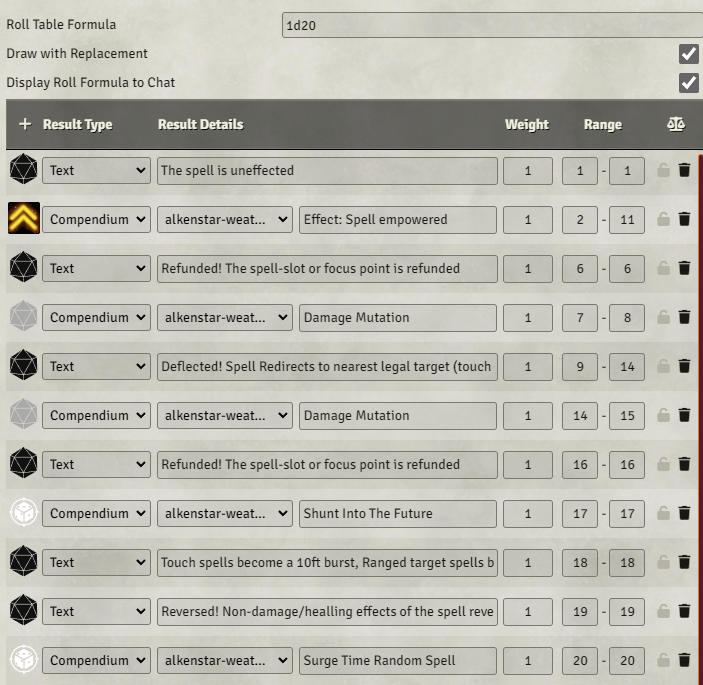 Roll Table Formula 1d20
Draw with Replacement
Display Roll Formula to Chat
+ Result Type Result Details Weight Range
Text The spell is uneffected 1 1 - 1
Compendium alkenstar-weat... Effect: Spell empowered 1 2 - 11
Text Refunded! The spell-slot or focus point is refunded 1 6 - 6
Compendium alkenstar-weat... Damage Mutation 1 7 - 8
Text Deflected! Spell Redirects to nearest legal target (touch 1 9 - 14
Compendium alkenstar-weat... Damage Mutation 1 14 - 15
Text Refunded! The spell-slot or focus point is refunded 1 16 - 16
Compendium alkenstar-weat... Shunt Into The Future 1 17 - 17
Text Touch spells become a 10ft burst, Ranged target spells b 1 18 - 18
Text Reversed! Non-damage/healling effects of the spell reve 1 19 - 19
Compendium alkenstar-weat... Surge Time Random Spell 1 20 - 20